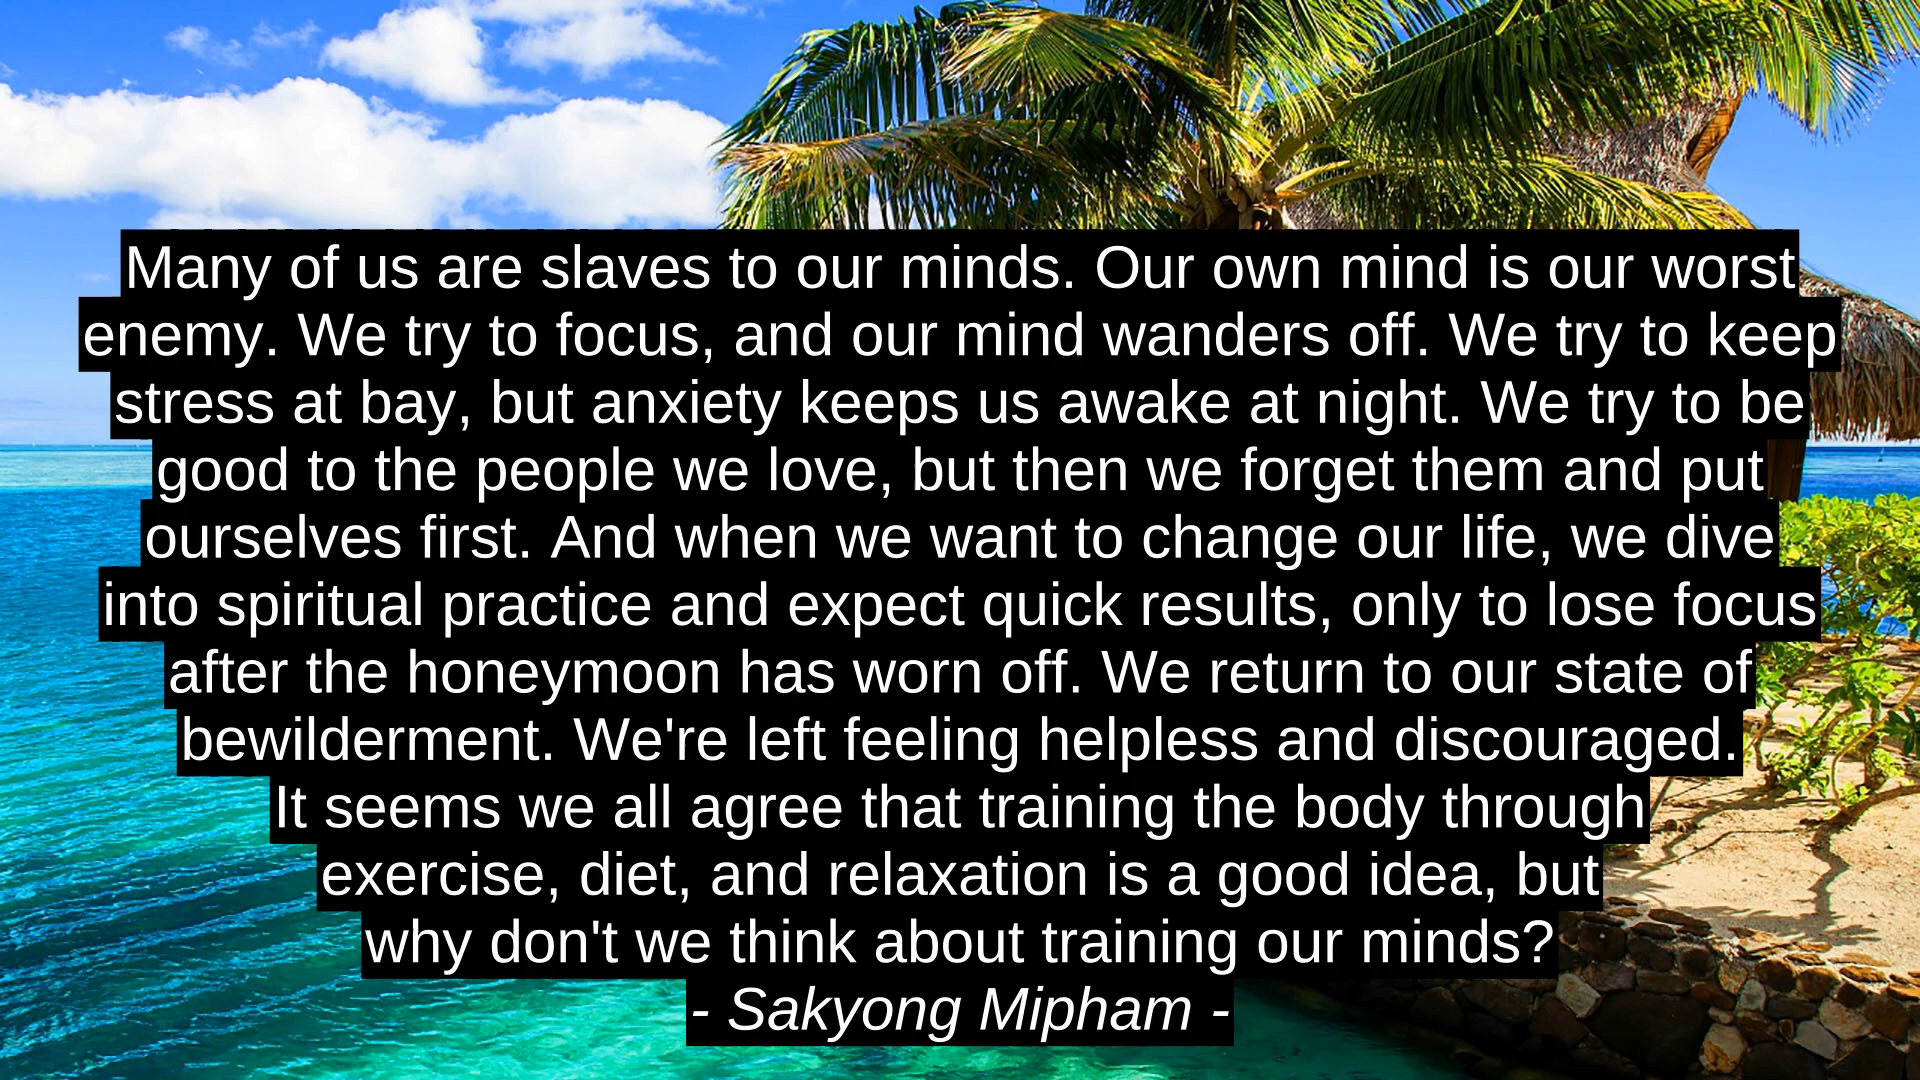 Many of us are slaves to our minds. Our own mind is our worst
enemy. We try to focus, and our mind wanders off. We try to keep
stress at bay, but anxiety keeps us awake at night. We try to be
good to the people we love, but then we forget them and put
ourselves first. And when we want to change our life, we dive
into spiritual practice and expect quick results, only to lose focus
after the honeymoon has worn off. We return to our state of
bewilderment. We're left feeling helpless and discouraged.
It seems we all agree that training the body through
exercise, diet, and relaxation is a good idea, but
why don't we think about training our minds?
- Sakyong Mipham -